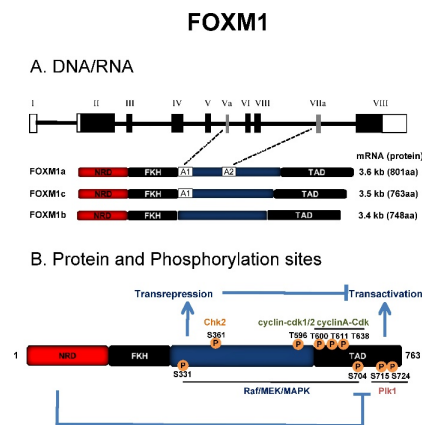 FOXM1
A. DNA/RNA
I II III IV V Va VI VIII VIIa VIII
mRNA (protein)
FOXM1a NRD FKH A1 A2 TAD 3.6 kb (801aa)
FOXM1c NRD FKH A1 TAD 3.5 kb (763aa)
FOXM1b NRD FKH TAD 3.4 kb (748aa)
B. Protein and Phosphorylation sites
Transrepression Transactivation
Chk2 cyclin-cdk1/2 cyclinA-Cdk
S361 T596 T600 T611 T638
P P P P P
1 NRD FKH TAD 763
P P P P
S331 S704 S715 S724
Raf/MEK/MAPK Plk1